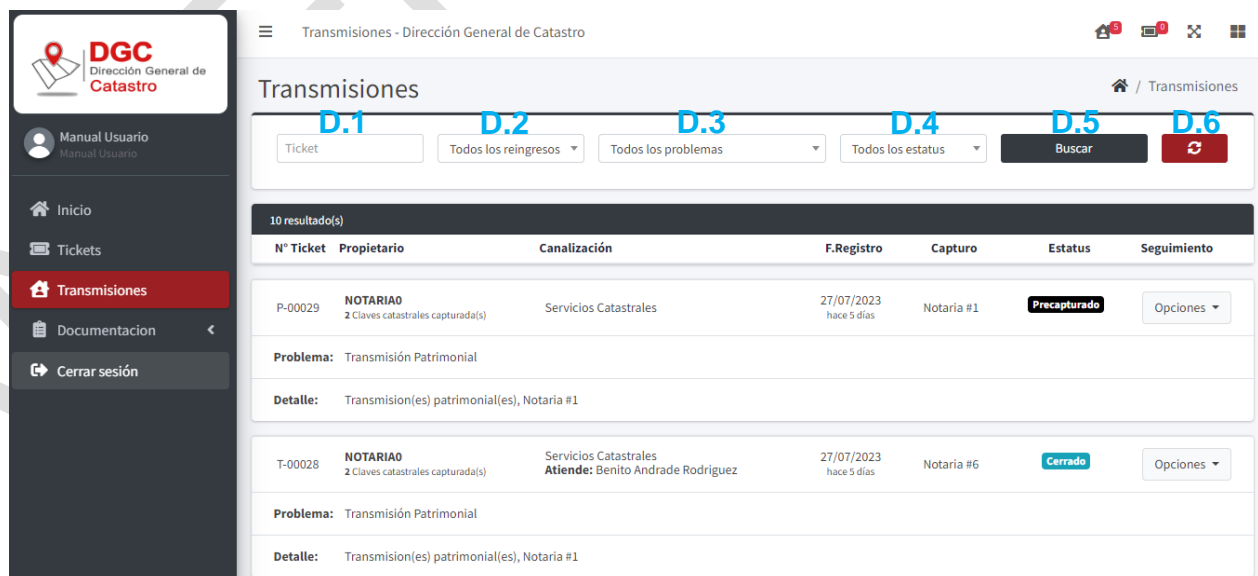 DGC
Dirección General de
Catastro
Manual Usuario
Manual Usuario
Inicio
Tickets
Transmisiones
Documentacion
Cerrar sesión
Transmisiones - Dirección General de Catastro
5
0
Transmisiones
/ Transmisiones
D.1 D.2 D.3 D.4 D.5 D.6
Ticket Todos los reingresos Todos los problemas Todos los estatus Buscar
10 resultado(s)
N° Ticket Propietario Canalización F.Registro Capturo Estatus Seguimiento
P-00029 NOTARIA0 Servicios Catastrales 27/07/2023 Notaria #1 Precapturado Opciones
2 Claves catastrales capturada(s) hace 5 días
Problema: Transmisión Patrimonial
Detalle: Transmision(es) patrimonial(es), Notaria #1
T-00028 NOTARIA0 Servicios Catastrales 27/07/2023 Notaria #6 Cerrado Opciones
2 Claves catastrales capturada(s) Atiende: Benito Andrade Rodriguez hace 5 días
Problema: Transmisión Patrimonial
Detalle: Transmision(es) patrimonial(es), Notaria #1